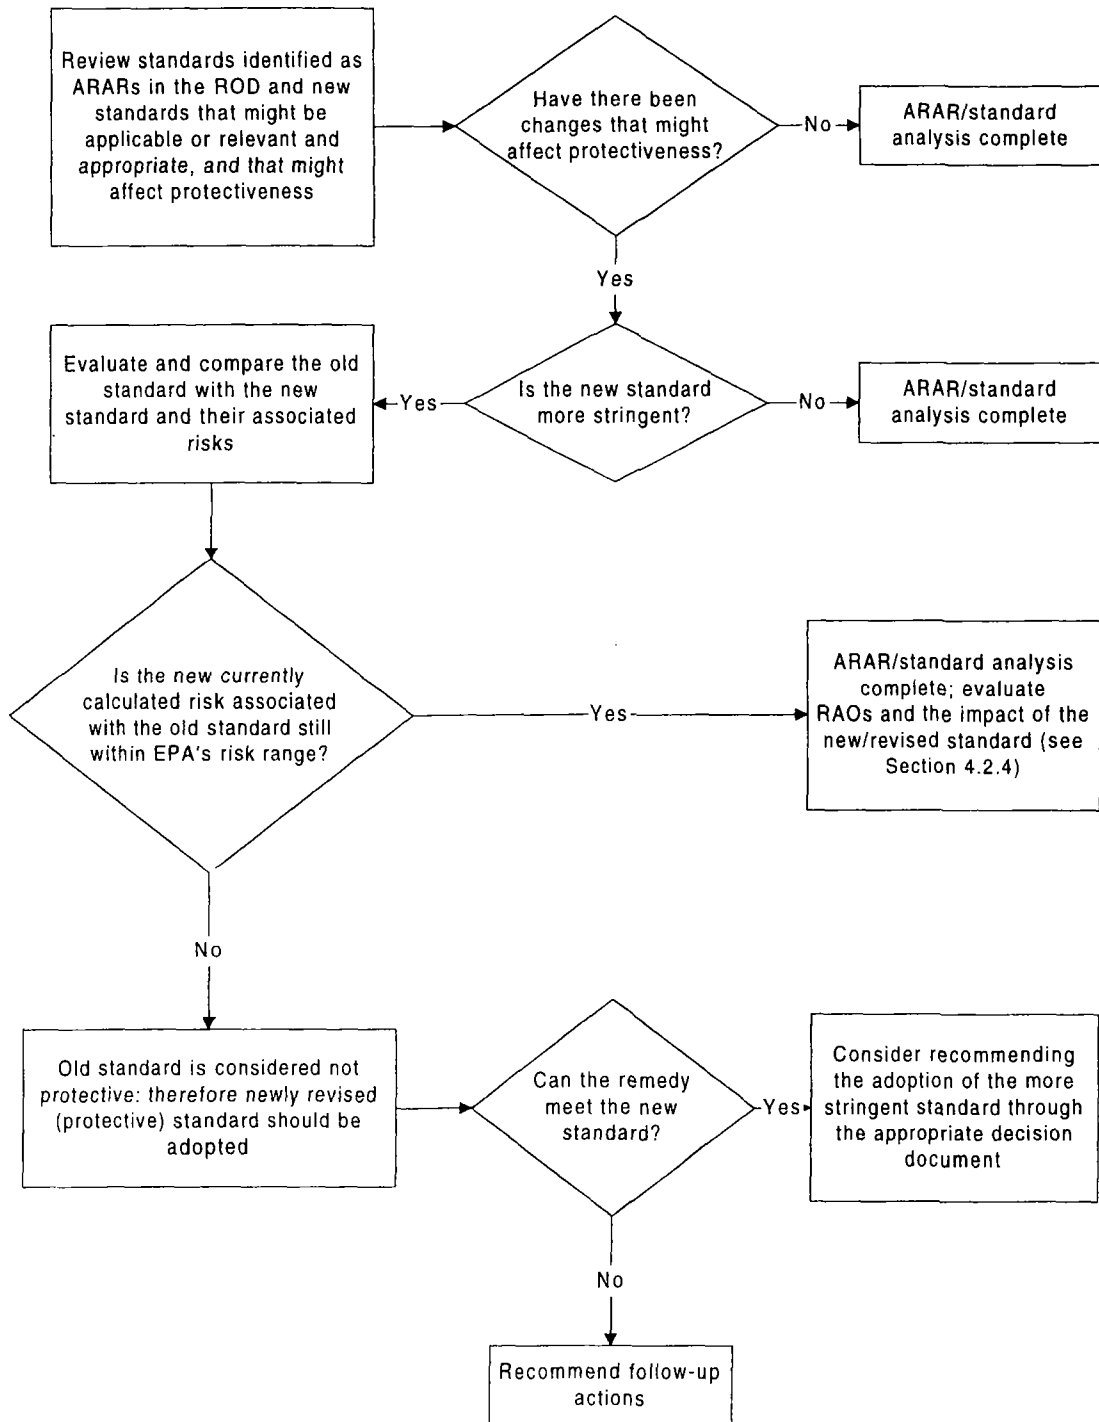 Review standards identified as
ARARs in the ROD and new
standards that might be
applicable or relevant and
appropriate, and that might
affect protectiveness
Have there been
changes that might
affect protectiveness?
No
ARAR/standard
analysis complete
Yes
Evaluate and compare the old
standard with the new
standard and their associated
risks
Yes
Is the new standard
more stringent?
No
ARAR/standard
analysis complete
Is the new currently
calculated risk associated
with the old standard still
within EPA's risk range?
Yes
ARAR/standard analysis
complete; evaluate
RAOs and the impact of the
new/revised standard (see
Section 4.2.4)
No
Old standard is considered not
protective: therefore newly revised
(protective) standard should be
adopted
Can the remedy
meet the new
standard?
Yes
Consider recommending
the adoption of the more
stringent standard through
the appropriate decision
document
No
Recommend follow-up
actions